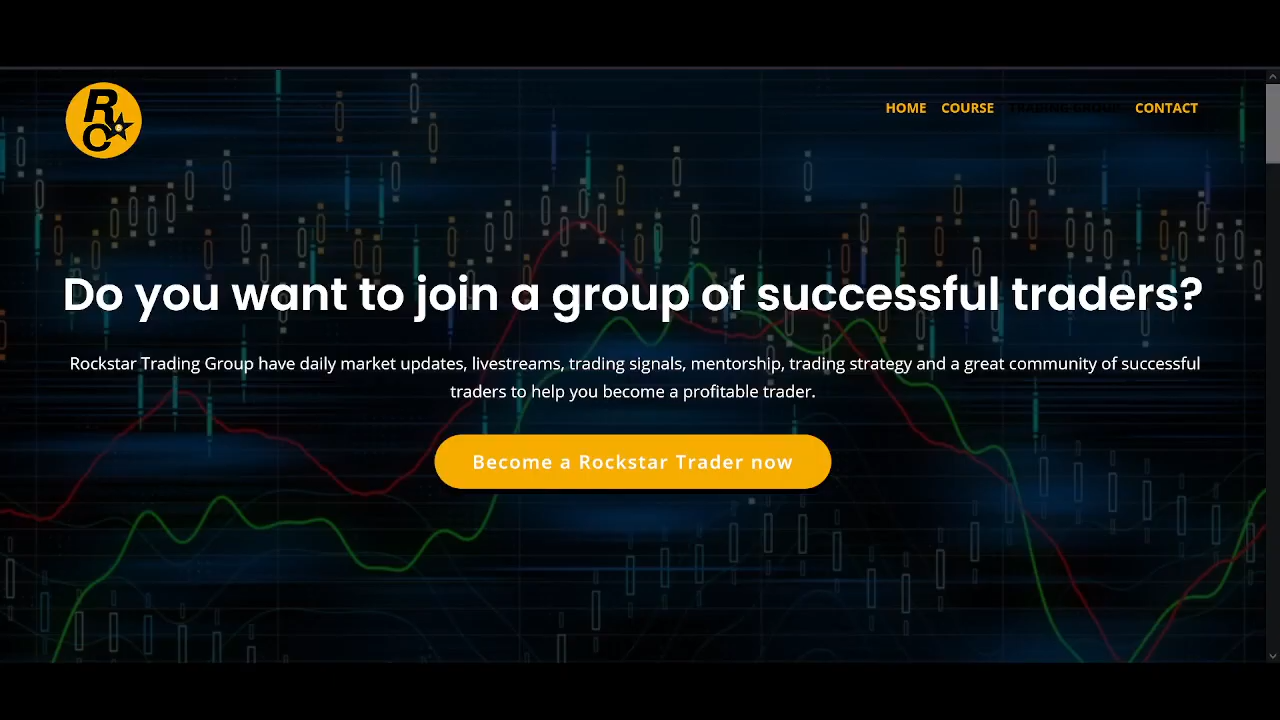 R
C
HOME COURSE TRADING GROUP CONTACT
Do you want to join a group of successful traders?
Rockstar Trading Group have daily market updates, livestreams, trading signals, mentorship, trading strategy and a great community of successful
traders to help you become a profitable trader.
Become a Rockstar Trader now